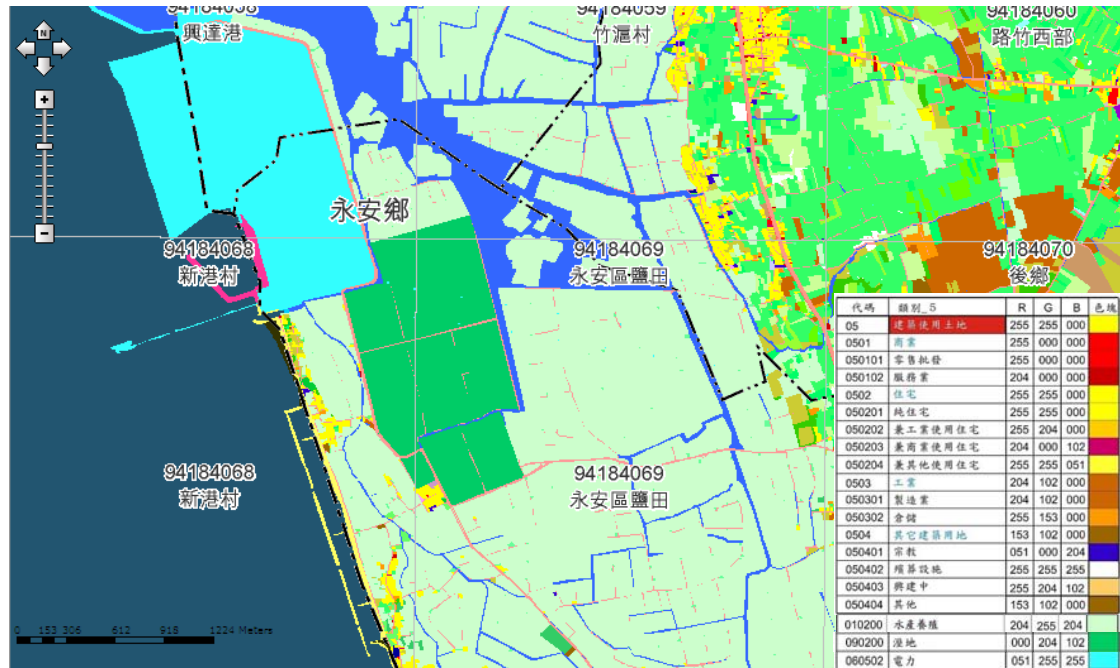 94184058
興達港
94184059
竹滬村
94184060
路竹西部
N
永安鄉
94184068
新港村
94184069
永安區鹽田
94184070
後鄉
94184068
新港村
94184069
永安區鹽田
0 153 306 612 918 1224 Meters
代碼 類別_5 R G B 色塊
05 建築使用土地 255 255 000
0501 商業 255 000 000
050101 零售批發 255 000 000
050102 服務業 204 000 000
0502 住宅 255 255 000
050201 純住宅 255 255 000
050202 兼工業使用住宅 255 204 000
050203 兼商業使用住宅 204 000 102
050204 兼其他使用住宅 255 255 051
0503 工業 204 102 000
050301 製造業 204 102 000
050302 倉儲 255 153 000
0504 其它建築用地 153 102 000
050401 宗教 051 000 204
050402 殯葬設施 255 255 255
050403 興建中 255 204 102
050404 其他 153 102 000
010200 水產養殖 204 255 204
090200 溼地 000 204 102
060502 電力 051 255 255